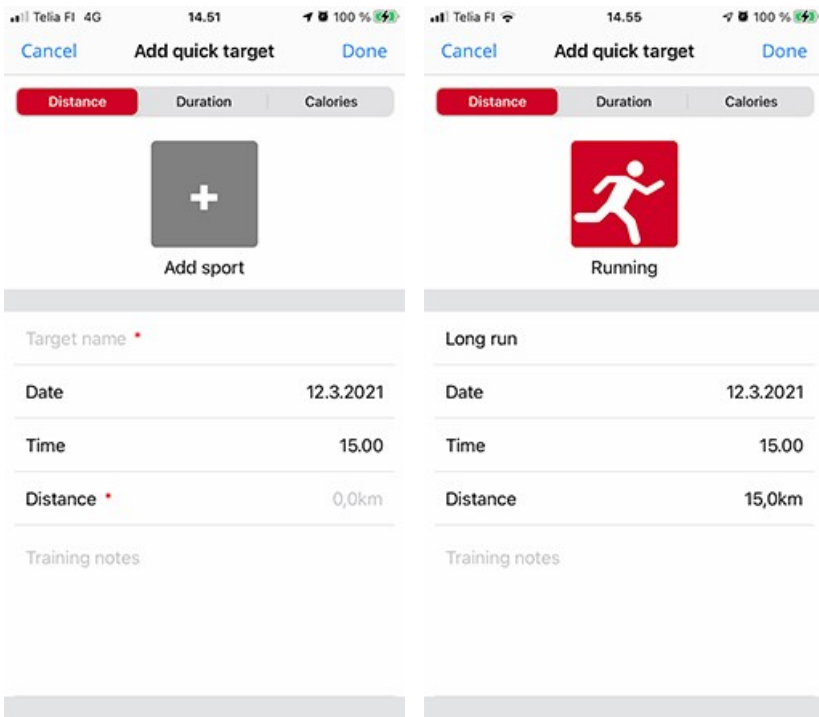 Telia FI 4G 14.51 100 %
Cancel Add quick target Done
Distance Duration Calories
+
Add sport
Target name *
Date 12.3.2021
Time 15.00
Distance * 0,0km
Training notes
Telia FI 14.55 100 %
Cancel Add quick target Done
Distance Duration Calories
Running
Long run
Date 12.3.2021
Time 15.00
Distance 15,0km
Training notes